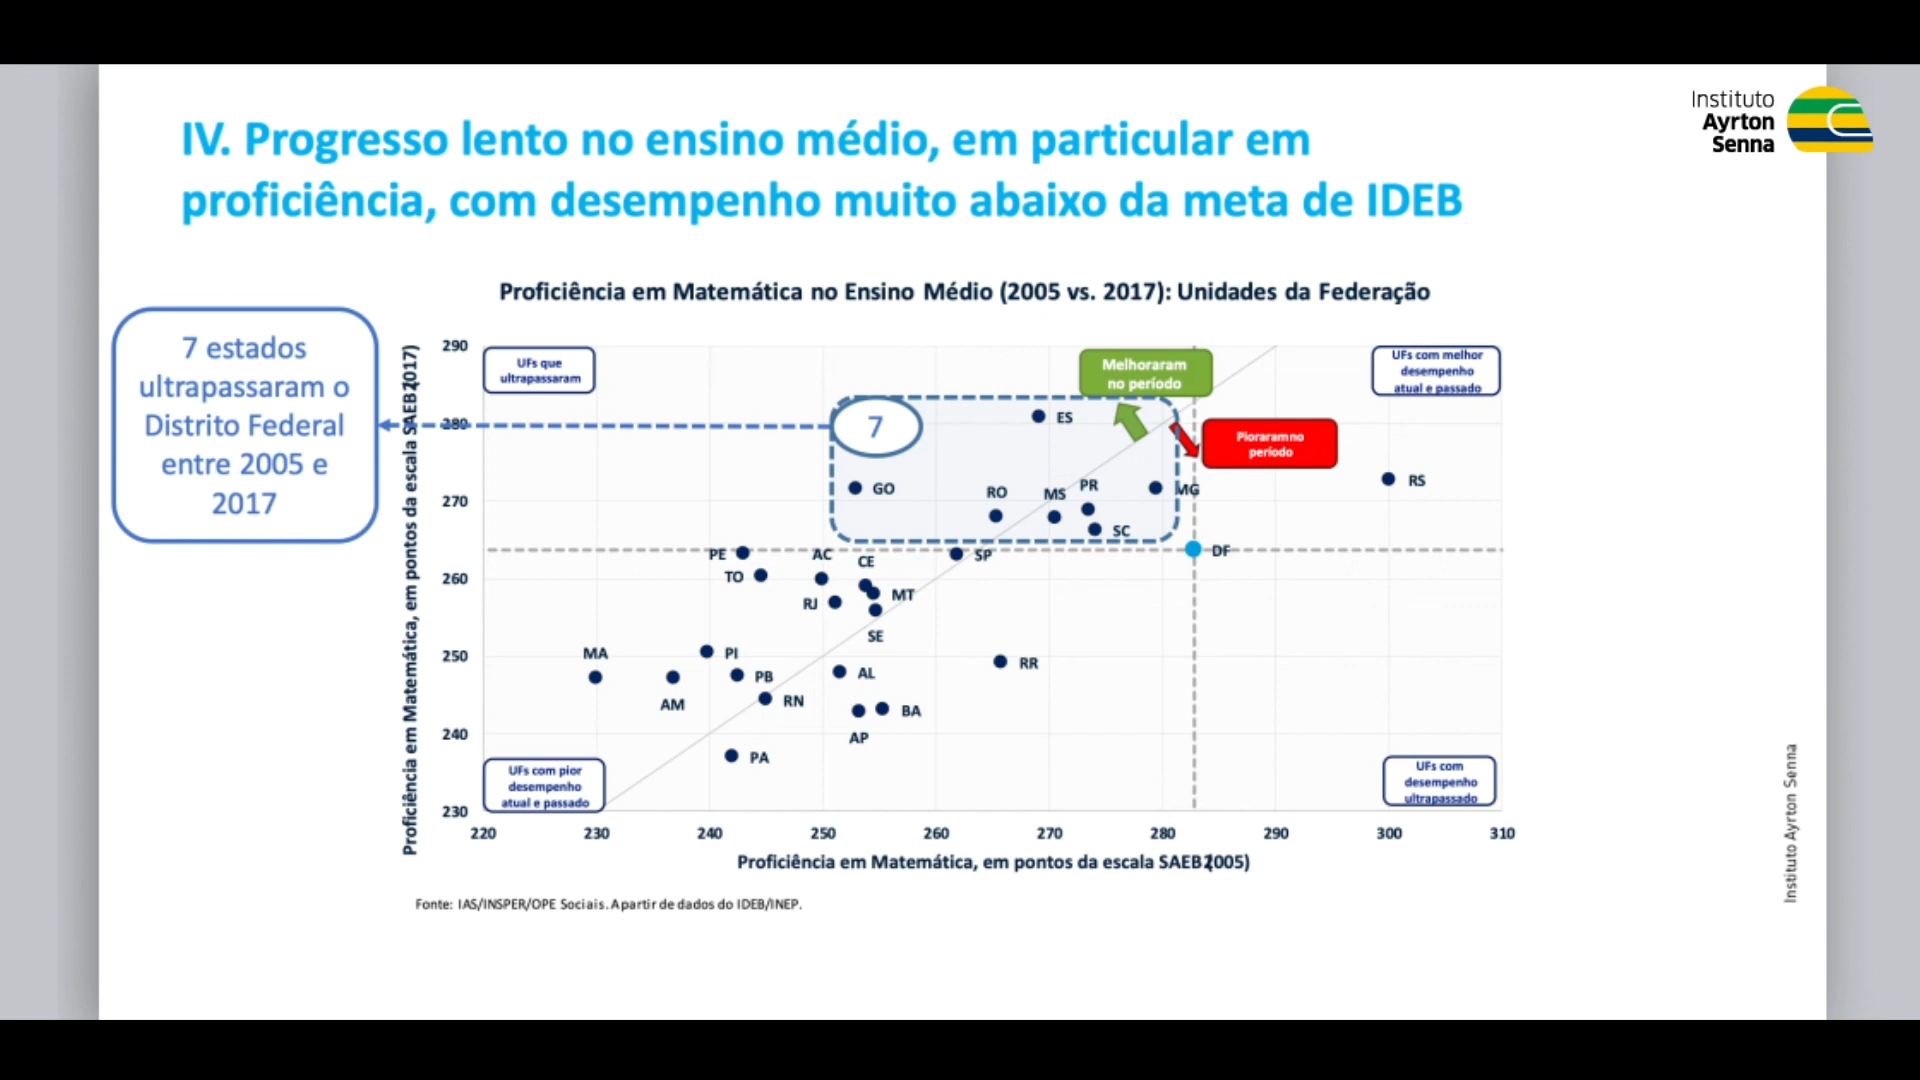 Instituto
Ayrton
Senna
IV. Progresso lento no ensino médio, em particular em
proficiência, com desempenho muito abaixo da meta de IDEB
Proficiência em Matemática no Ensino Médio (2005 vs. 2017): Unidades da Federação
7 estados
ultrapassaram o
Distrito Federal
entre 2005 e
2017
Proficiência em Matemática, em pontos da escala SAEB (2017)
290
280
270
260
250
240
230
UFs que
ultrapassaram
Melhoraram
no período
UFs com melhor
desempenho
atual e passado
7
ES
Pioraram no
período
GO
RO
MS
PR
MG
RS
SC
DF
PE
AC
SP
TO
CE
RJ
MT
SE
MA
PI
RR
AM
PB
AL
RN
BA
AP
PA
UFs com pior
desempenho
atual e passado
UFs com
desempenho
ultrapassado
220
230
240
250
260
270
280
290
300
310
Proficiência em Matemática, em pontos da escala SAEB (2005)
Fonte: IAS/INSPER/OPE Sociais. A partir de dados do IDEB/INEP.
Instituto Ayrton Senna